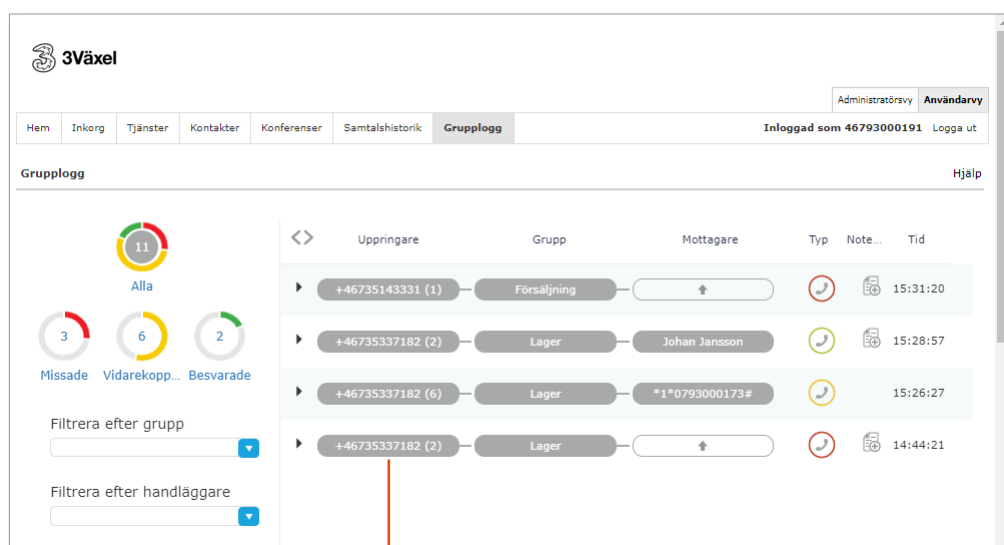 3Växel
Administratörsvy Användarvy
Hem Inkorg Tjänster Kontakter Konferenser Samtalshistorik Grupplogg Inloggad som 46793000191 Logga ut
Grupplogg Hjälp
11
Alla
3 6 2
Missade Vidarekopp... Besvarade
Filtrera efter grupp
Filtrera efter handläggare
<> Uppringare Grupp Mottagare Typ Note... Tid
+46735143331 (1) Försäljning 15:31:20
+46735337182 (2) Lager Johan Jansson 15:28:57
+46735337182 (6) Lager *1*0793000173# 15:26:27
+46735337182 (2) Lager 14:44:21